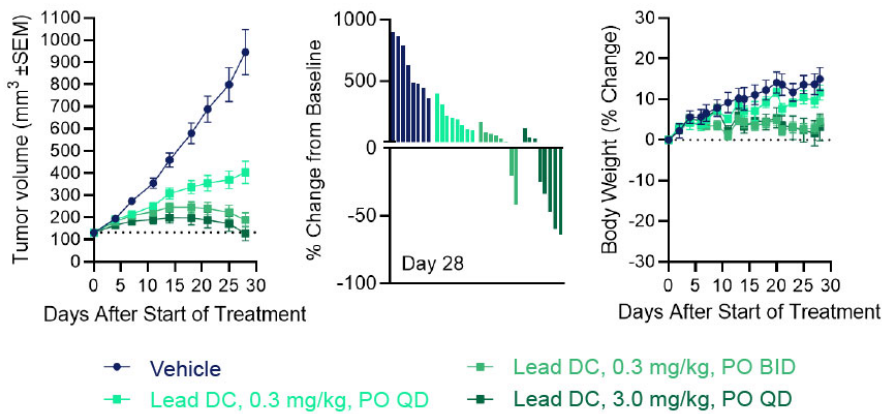 Tumor volume (mm³ ±SEM)
1100
1000
900
800
700
600
500
400
300
200
100
0
0 5 10 15 20 25 30
Days After Start of Treatment
% Change from Baseline
1000
500
0
-50
-100
Day 28
Body Weight (% Change)
30
20
10
0
-10
-20
-30
0 5 10 15 20 25 30
Days After Start of Treatment
Vehicle
Lead DC, 0.3 mg/kg, PO QD
Lead DC, 0.3 mg/kg, PO BID
Lead DC, 3.0 mg/kg, PO QD